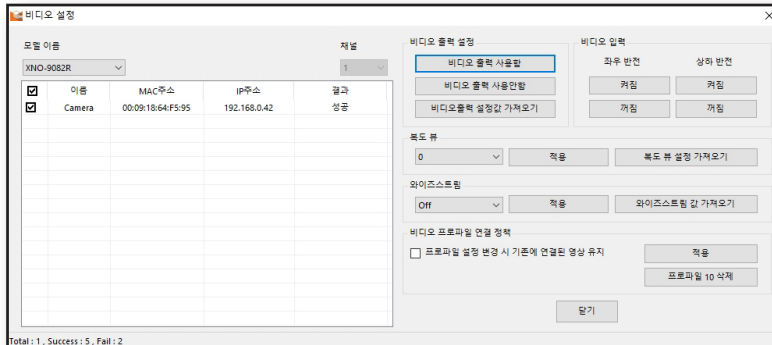 비디오 설정
모델 이름
채널
XNO-9082R
1
이름 MAC주소 IP주소 결과
Camera 00:09:18:64:F5:95 192.168.0.42 성공
비디오 출력 설정
비디오 출력 사용함
비디오 출력 사용안함
비디오출력 설정값 가져오기
비디오 입력
좌우 반전 상하 반전
켜짐 켜짐
꺼짐 꺼짐
복도 뷰
0 적용 복도 뷰 설정 가져오기
와이즈스트림
Off 적용 와이즈스트림 값 가져오기
비디오 프로파일 연결 정책
프로파일 설정 변경 시 기존에 연결된 영상 유지
적용
프로파일 10 삭제
닫기
Total : 1 , Success : 5 , Fail : 2